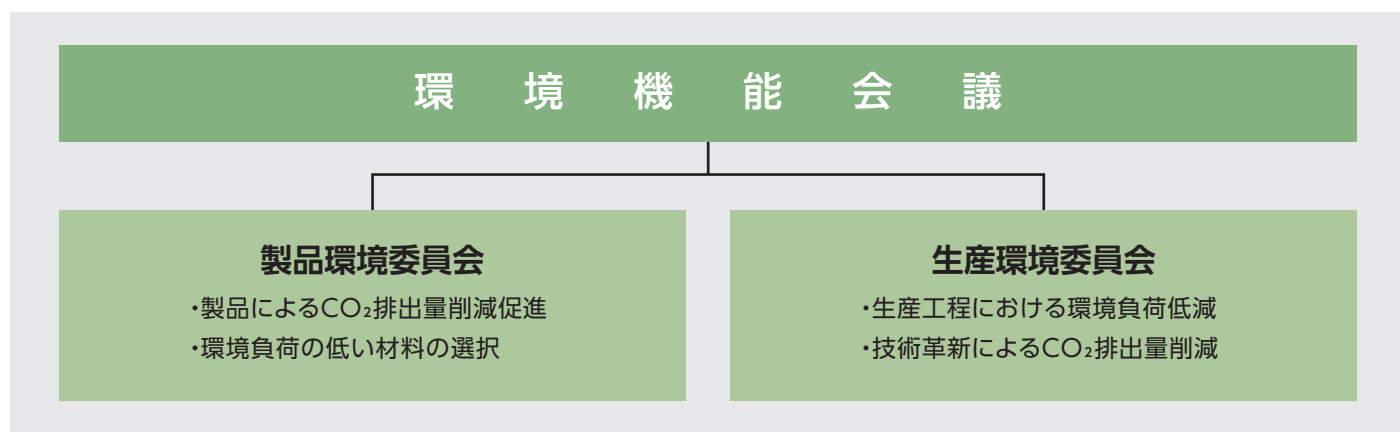 環境機能会議
製品環境委員会
・製品によるCO₂排出量削減促進
・環境負荷の低い材料の選択
生産環境委員会
・生産工程における環境負荷低減
・技術革新によるCO₂排出量削減